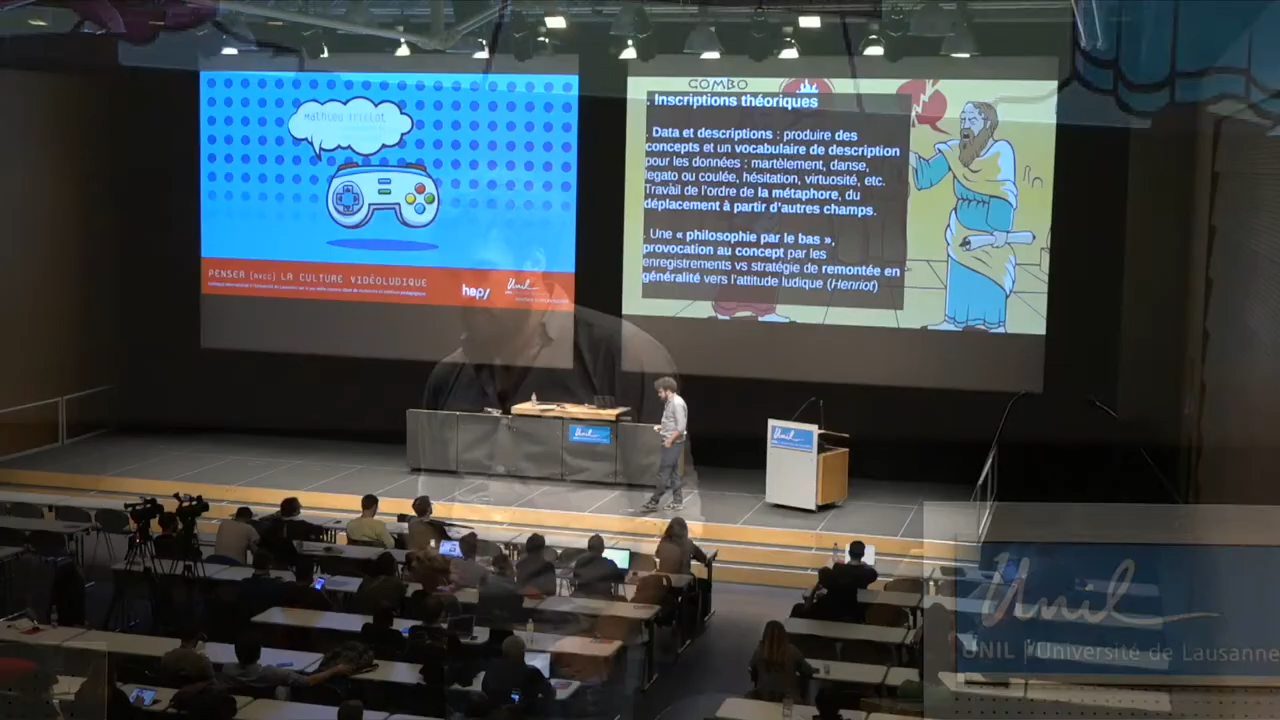 mathieu triclot
PENSER (AVEC) LA CULTURE VIDÉOLUDIQUE
hep/
Unil
COMBO
. Inscriptions théoriques
. Data et descriptions : produire des
concepts et un vocabulaire de description
pour les données : martèlement, danse,
legato ou coulée, hésitation, virtuosité, etc.
Travail de l'ordre de la métaphore, du
déplacement à partir d'autres champs.
. Une « philosophie par le bas »,
provocation au concept par les
enregistrements vs stratégie de remontée en
généralité vers l'attitude ludique (Henriot)
Unil
Unil
Unil
UNIL | Université de Lausanne